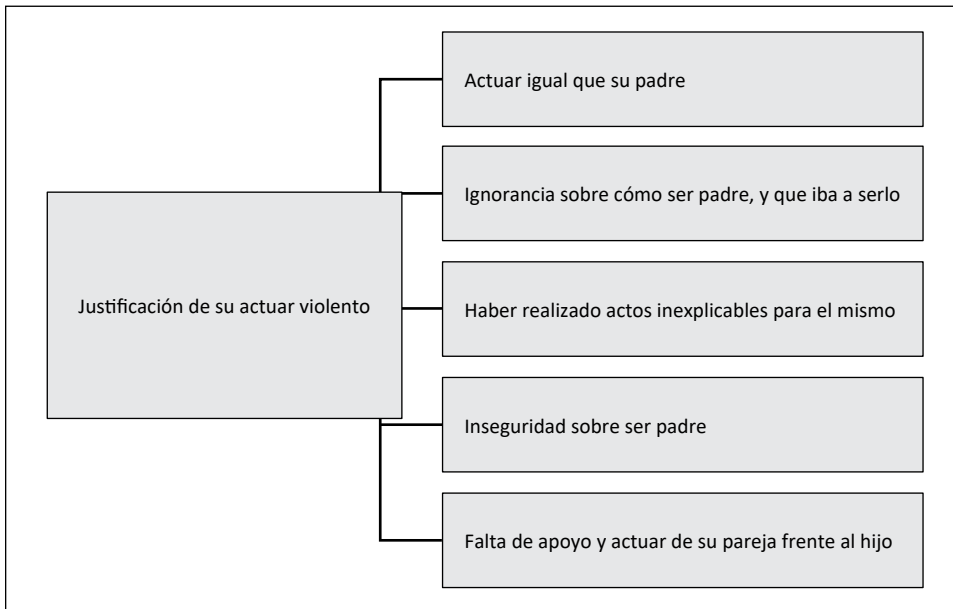 Justificación de su actuar violento
Actuar igual que su padre
Ignorancia sobre cómo ser padre, y que iba a serlo
Haber realizado actos inexplicables para el mismo
Inseguridad sobre ser padre
Falta de apoyo y actuar de su pareja frente al hijo